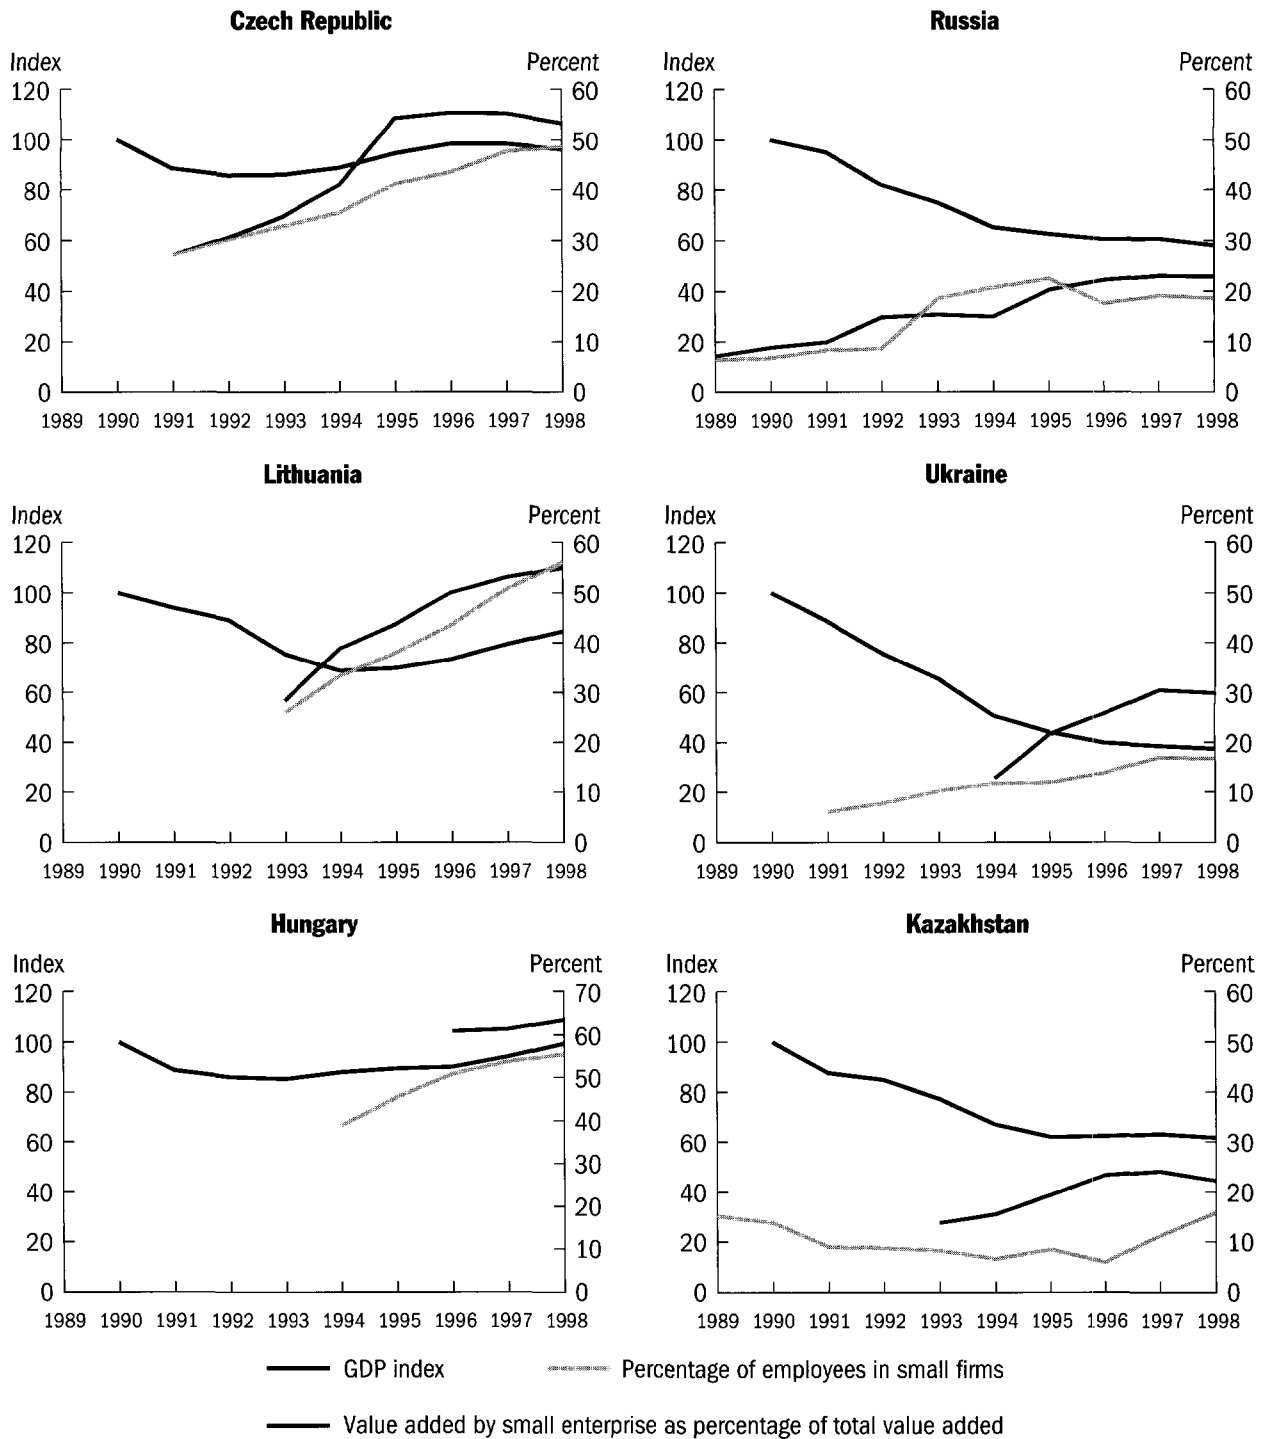 Czech Republic
Index Percent
120 60
100 50
80 40
60 30
40 20
20 10
0 0
1989 1990 1991 1992 1993 1994 1995 1996 1997 1998
Russia
Index Percent
120 60
100 50
80 40
60 30
40 20
20 10
0 0
1989 1990 1991 1992 1993 1994 1995 1996 1997 1998
Lithuania
Index Percent
120 60
100 50
80 40
60 30
40 20
20 10
0 0
1989 1990 1991 1992 1993 1994 1995 1996 1997 1998
Ukraine
Index Percent
120 60
100 50
80 40
60 30
40 20
20 10
0 0
1989 1990 1991 1992 1993 1994 1995 1996 1997 1998
Hungary
Index Percent
120 70
100 60
80 50
60 40
40 30
20 20
0 10
0
1989 1990 1991 1992 1993 1994 1995 1996 1997 1998
Kazakhstan
Index Percent
120 60
100 50
80 40
60 30
40 20
20 10
0 0
1989 1990 1991 1992 1993 1994 1995 1996 1997 1998
GDP index
Percentage of employees in small firms
Value added by small enterprise as percentage of total value added